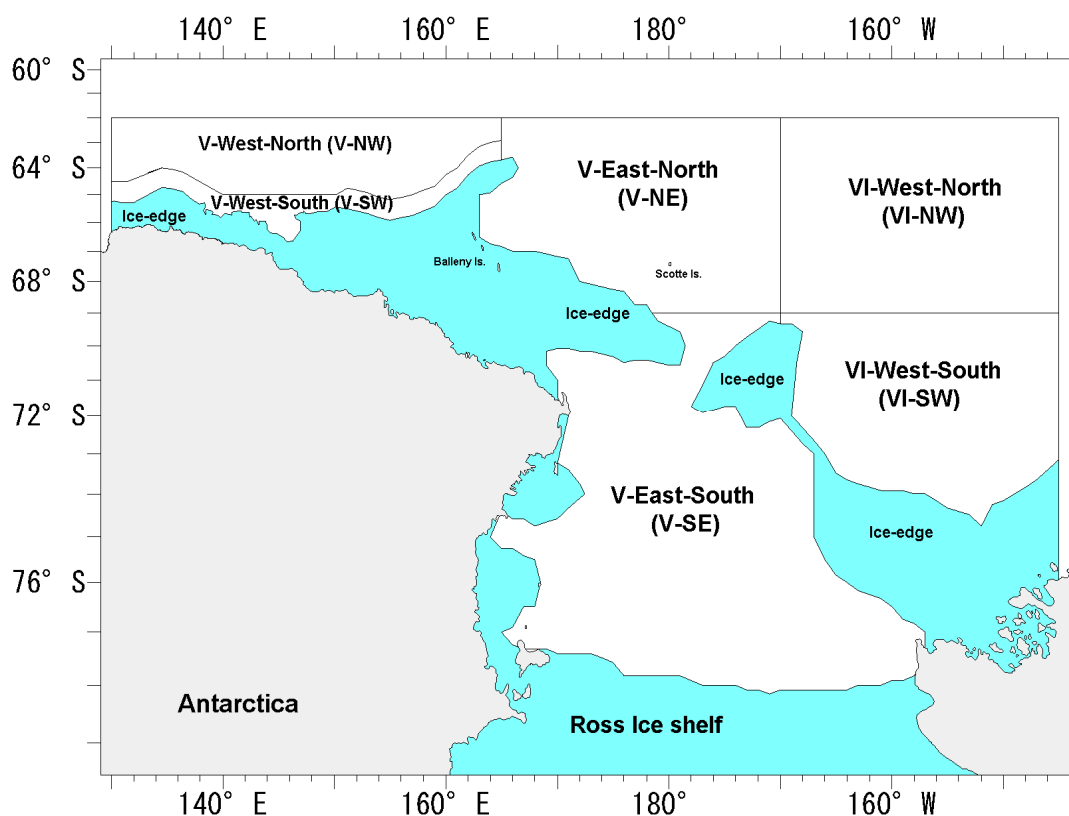 140° E 160° E 180° 160° W
60° S
V-West-North (V-NW)
64° S
V-East-North
(V-NE)
VI-West-North
(VI-NW)
V-West-South (V-SW)
Ice-edge
Balleny Is.
Scotte Is.
68° S
Ice-edge
Ice-edge
VI-West-South
(VI-SW)
72° S
V-East-South
(V-SE)
Ice-edge
76° S
Antarctica
Ross Ice shelf
140° E 160° E 180° 160° W